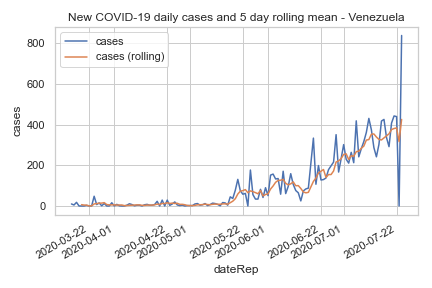 New COVID-19 daily cases and 5 day rolling mean - Venezuela
cases
cases (rolling)
800
600
400
200
0
cases
2020-03-22
2020-04-01
2020-04-22
2020-05-01
2020-05-22
2020-06-01
2020-06-22
2020-07-01
2020-07-22
dateRep